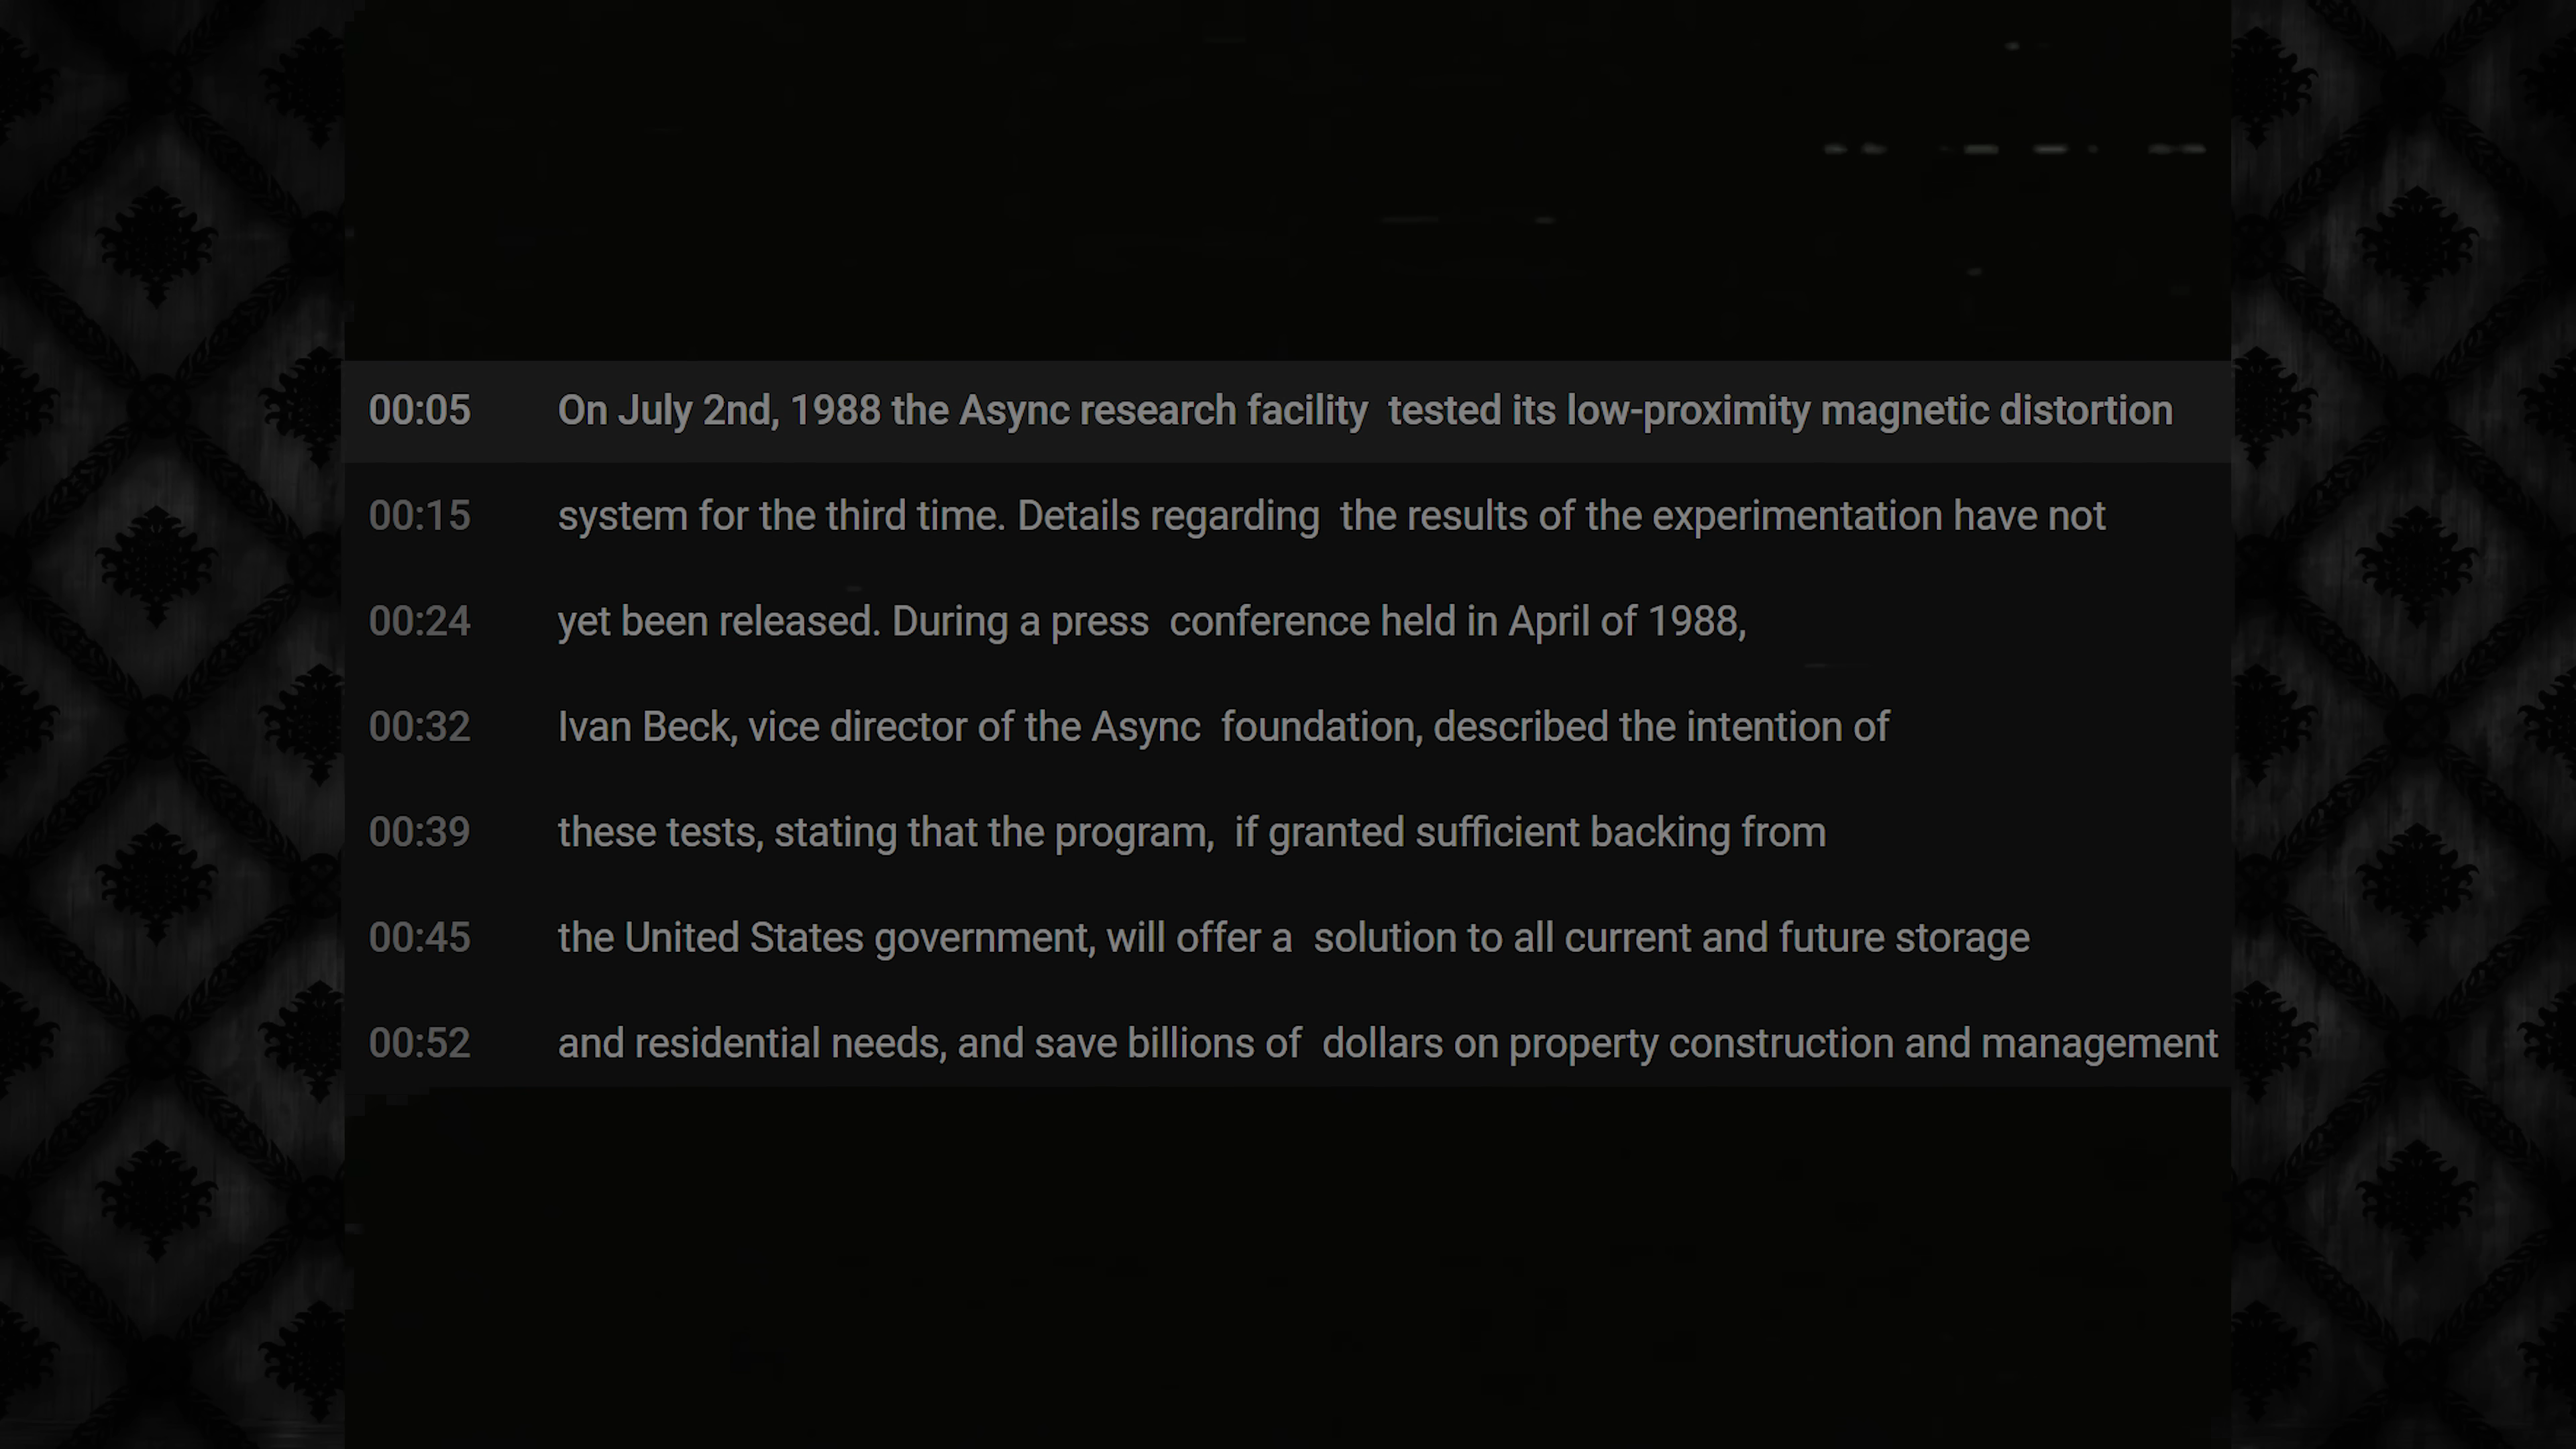 00:05 On July 2nd, 1988 the Async research facility  tested its low-proximity magnetic distortion
00:15 system for the third time. Details regarding  the results of the experimentation have not
00:24 yet been released. During a press  conference held in April of 1988,
00:32 Ivan Beck, vice director of the Async  foundation, described the intention of
00:39 these tests, stating that the program,  if granted sufficient backing from
00:45 the United States government, will offer a  solution to all current and future storage
00:52 and residential needs, and save billions of  dollars on property construction and management